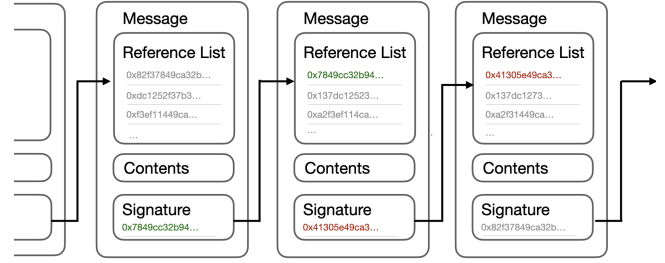 Message
Reference List
0x82f37849ca32b...
0xdc1252f37b3...
0xf3ef11449ca...
...
Contents
Signature
0x7849cc32b94...
Message
Reference List
0x7849cc32b94...
0x137dc12523...
0xa2f3ef114ca...
...
Contents
Signature
0x41305e49ca3...
Message
Reference List
0x41305e49ca3...
0x137dc1273...
0xa2f31449ca...
...
Contents
Signature
0x82f37849ca32b...